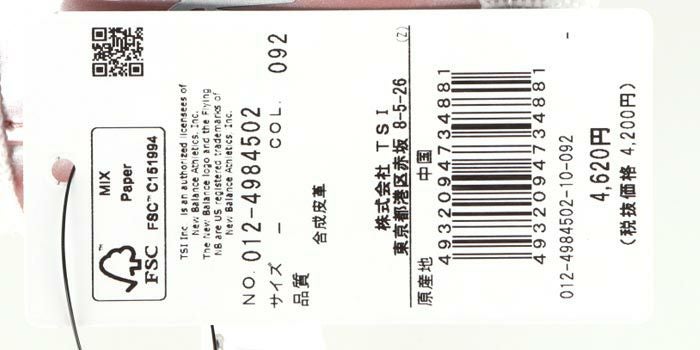 MIX
Paper
FSC™ C151994
FSC
TSI Inc. is an authorized licensees of
New Balance Athletics, Inc.
The New Balance logo and the Flying
NB are US registered trademarks of
New Balance Athletics, Inc.
NO. 012-4984502
サイズ - COL. 092
品質
合成皮革
株式会社 TSI
東京都港区赤坂 8-5-26
(Z)
原産地 中国
4932094734881
4932094734881
012-4984502-10-092
4,620円
(税抜価格 4,200円)
-